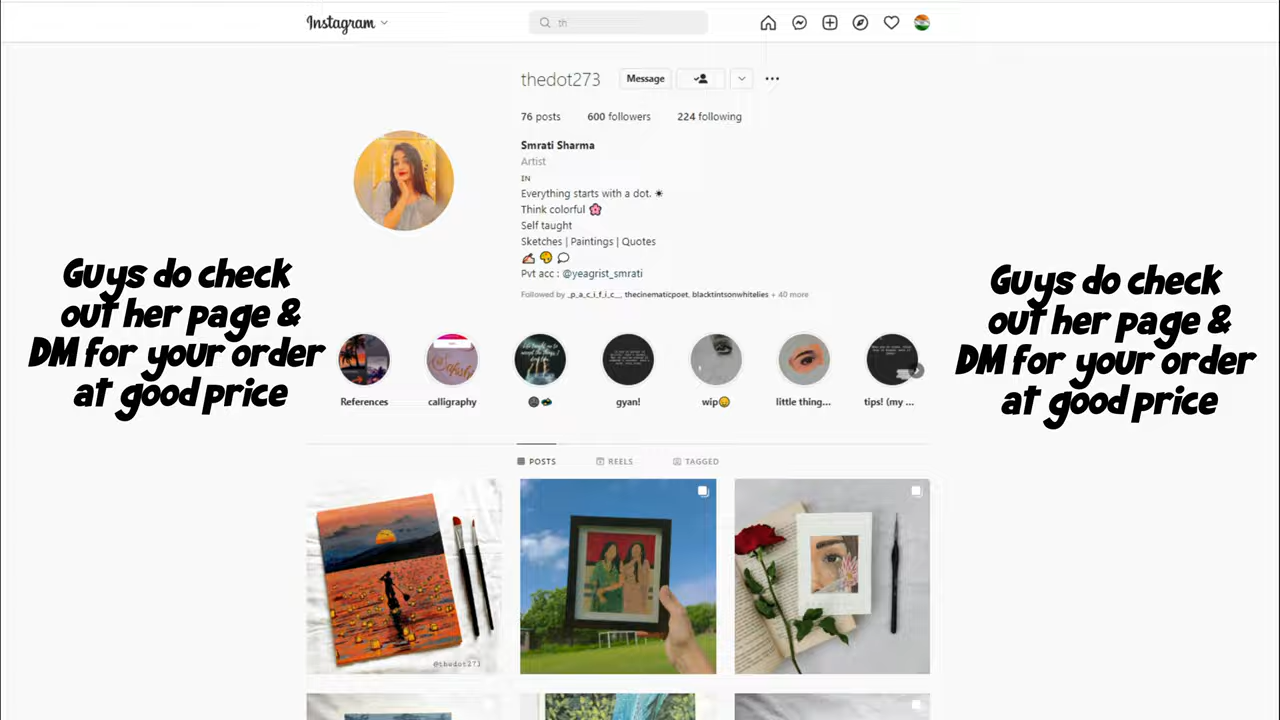 Instagram
th
thedot273 Message
76 posts 600 followers 224 following
Smrati Sharma
Artist
IN
Everything starts with a dot. ☀
Think colorful 🌸
Self taught
Sketches | Paintings | Quotes
✍🎨💭
Pvt acc : @yeagrist_smrati
Followed by _p_a_c_i_f_i_c__, thecinematicpoet, blacktintsonwhitelies + 40 more
Guys do check
out her page &
DM for your order
at good price
Guys do check
out her page &
DM for your order
at good price
References calligraphy gyan! wip😄 little thing... tips! (my ...
POSTS REELS TAGGED
@thedot273